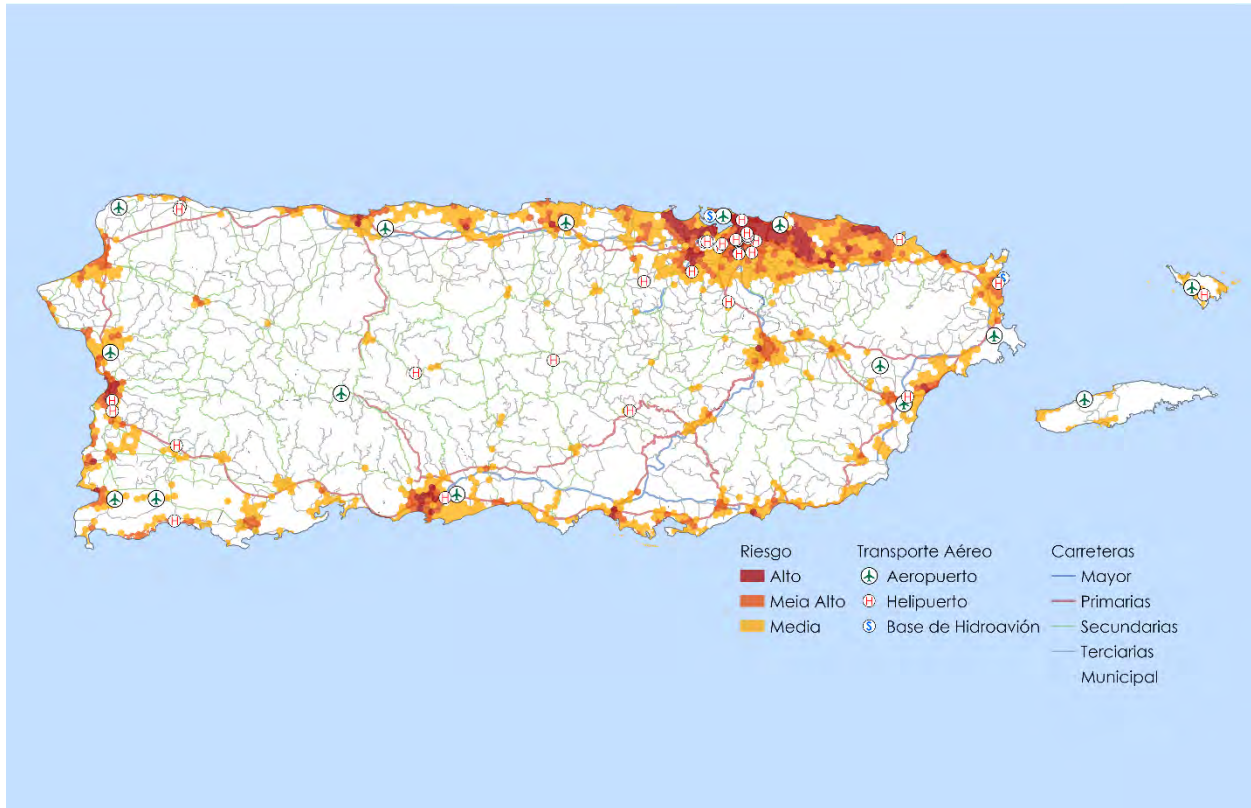 Riesgo
Alto
Meia Alto
Media
Transporte Aéreo
Aeropuerto
H Helipuerto
S Base de Hidroavión
Carreteras
Mayor
Primarias
Secundarias
Terciarias
Municipal